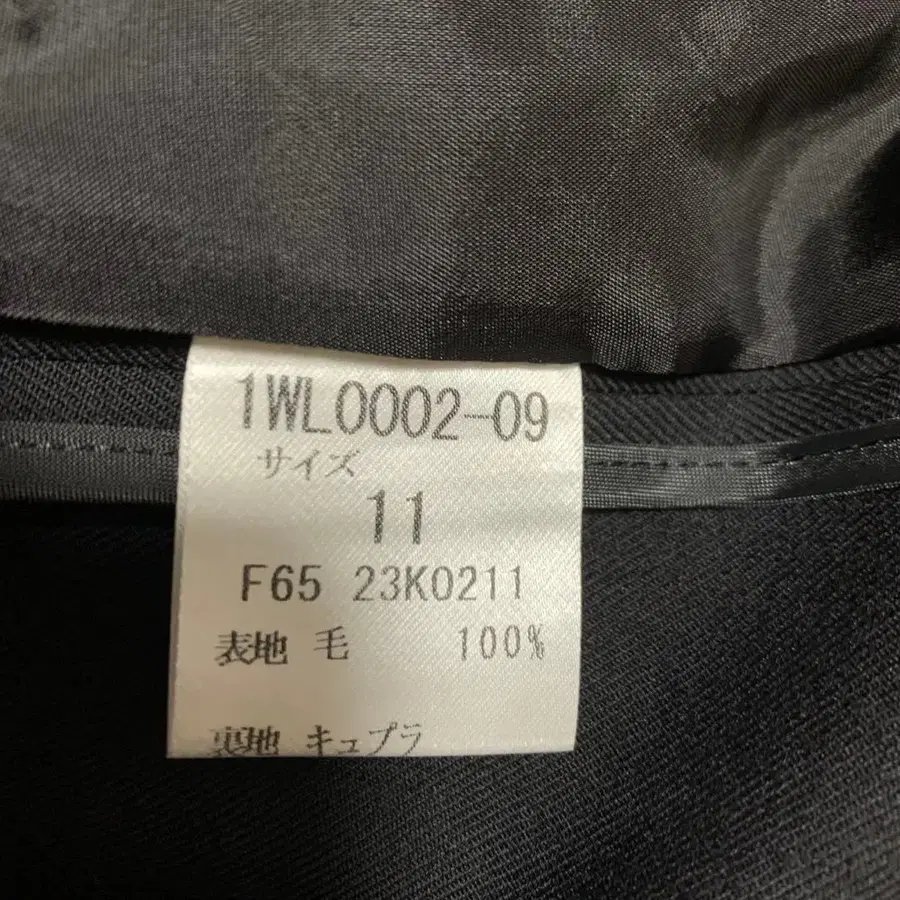 1WL0002-09
サイズ
11
F65 23K0211
表地 毛 100%
裏地 キュプラ